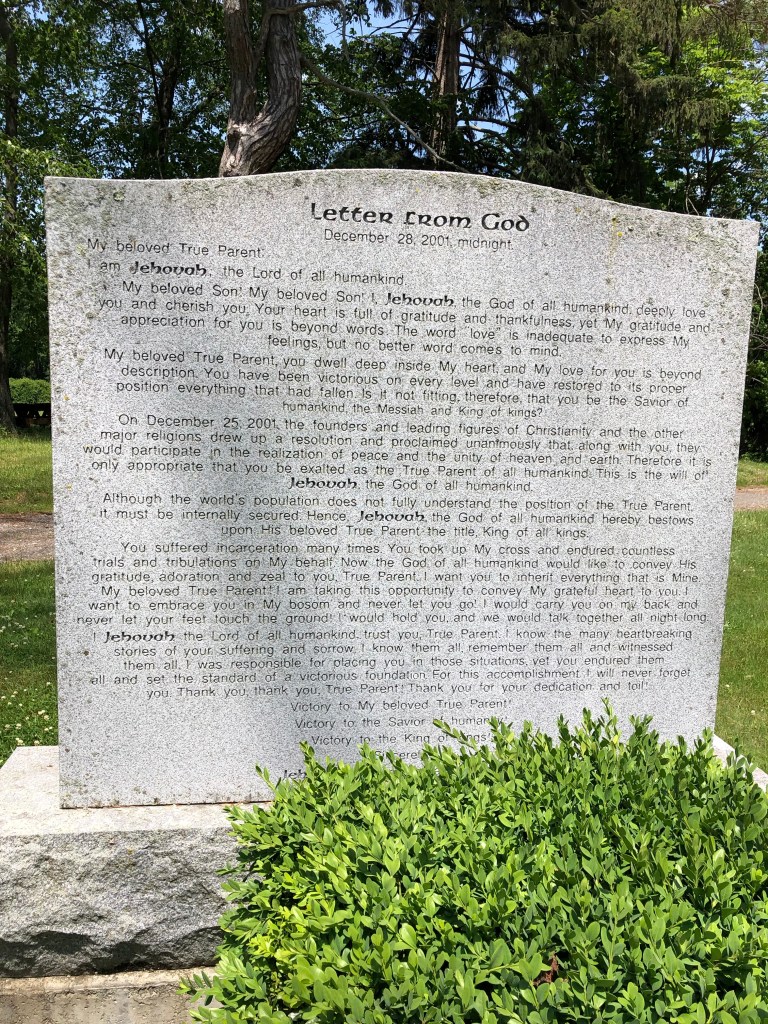 Letter from God
December 28, 2001, midnight.
My beloved True Parent:
I am Jehovah, the Lord of all humankind.
My beloved Son! My beloved Son! I, Jehovah, the God of all humankind, deeply love
you and cherish you. Your heart is full of gratitude and thankfulness, yet My gratitude and
appreciation for you is beyond words. The word "love" is inadequate to express My
feelings, but no better word comes to mind.
My beloved True Parent, you dwell deep inside My heart, and My love for you is beyond
description. You have been victorious on every level and have restored to its proper
position everything that had fallen. Is it not fitting, therefore, that you be the Savior of
humankind, the Messiah and King of kings?
On December 25, 2001, the founders and leading figures of Christianity and the other
major religions drew up a resolution and proclaimed unanimously that, along with you, they
would participate in the realization of peace and the unity of heaven and earth. Therefore it is
only appropriate that you be exalted as the True Parent of all humankind. This is the will of
Jehovah, the God of all humankind.
Although the world's population does not fully understand the position of the True Parent,
it must be internally secured. Hence, Jehovah, the God of all humankind hereby bestows
upon His beloved True Parent the title, King of all kings.
You suffered incarceration many times. You took up My cross and endured countless
trials and tribulations on My behalf. Now the God of all humankind would like to convey His
gratitude, adoration and zeal to you, True Parent. I want you to inherit everything that is Mine.
My beloved True Parent! I am taking this opportunity to convey My grateful heart to you. I
want to embrace you in My bosom and never let you go! I would carry you on my back and
never let your feet touch the ground! I would hold you, and we would talk together all night long.
I Jehovah the Lord of all humankind, trust you, True Parent. I know the many heartbreaking
stories of your suffering and sorrow. I know them all, remember them all and witnessed
them all. I was responsible for placing you in those situations, yet you endured them
all and set the standard of a victorious foundation. For this accomplishment I will never forget
you. Thank you, thank you, True Parent! Thank you for your dedication and toil!
Victory to My beloved True Parent!
Victory to the Savior of
Victory to the King of kings!